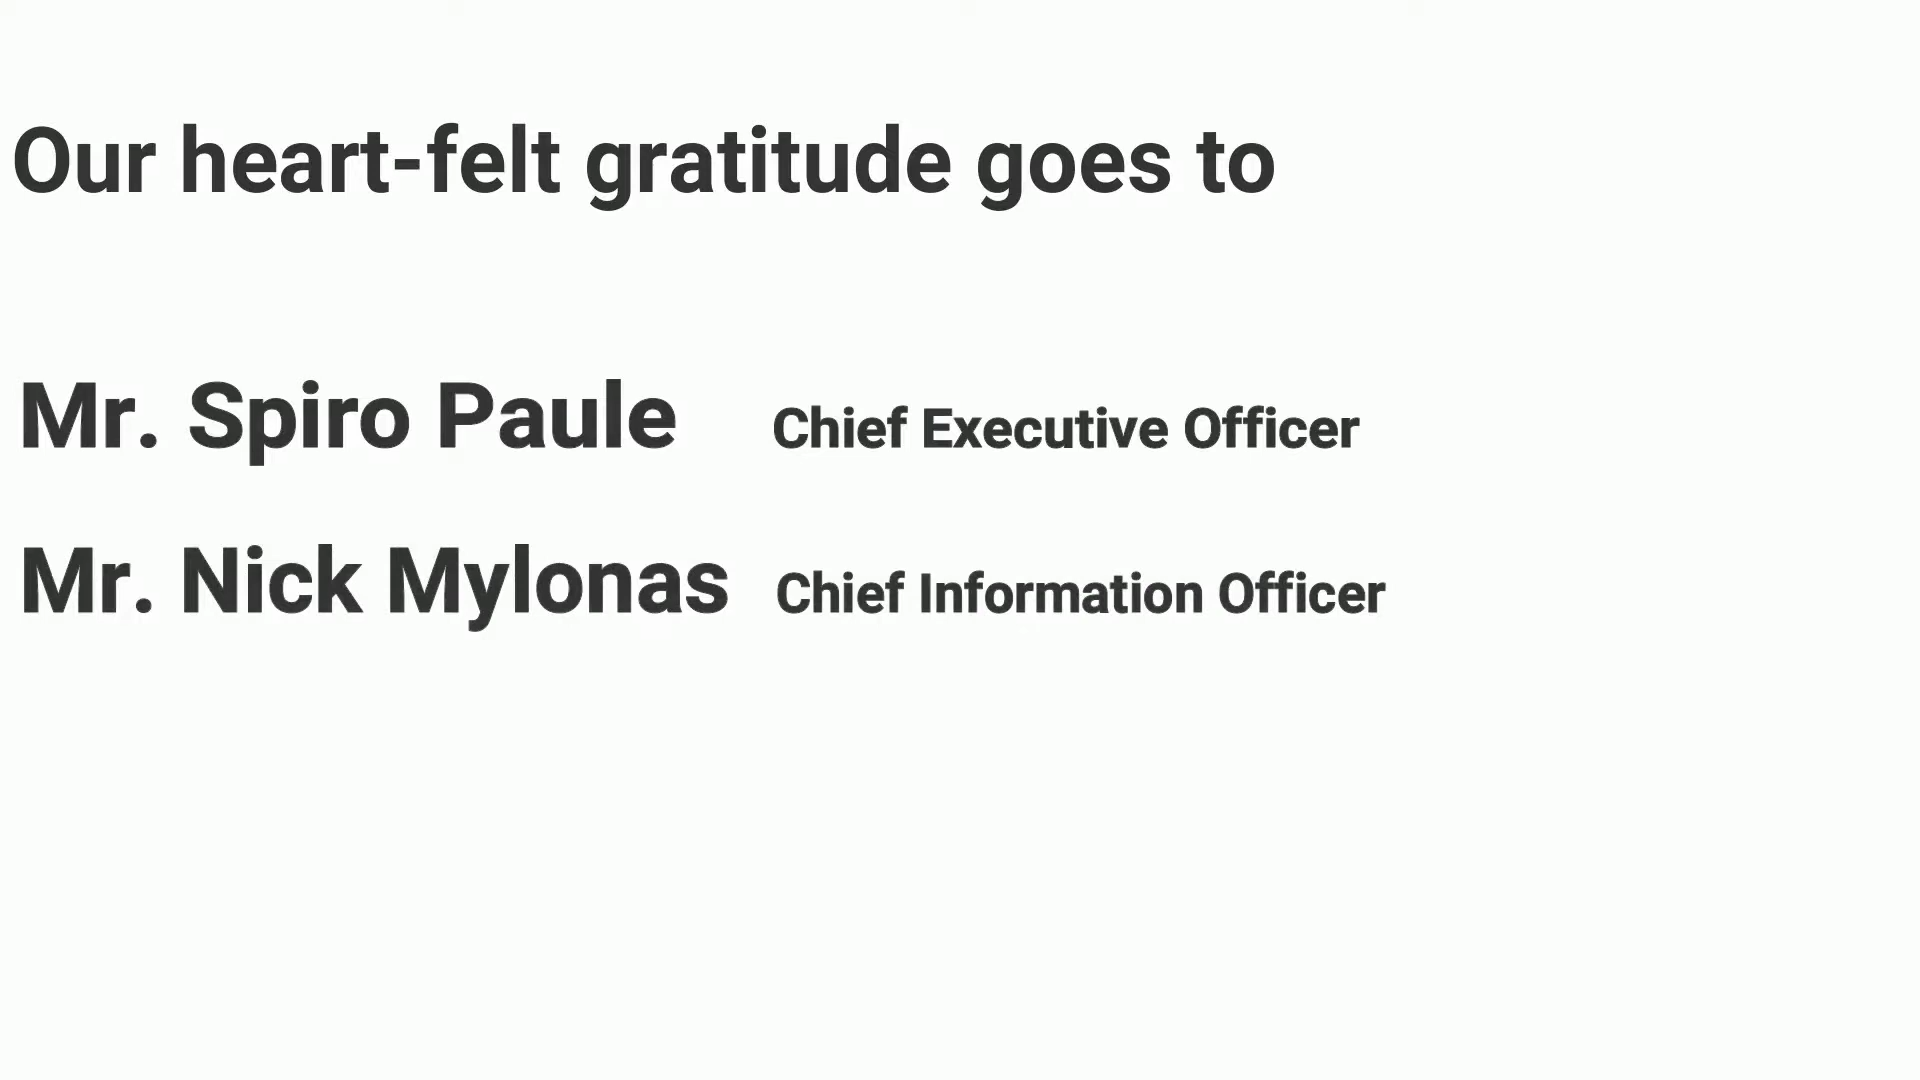 Our heart-felt gratitude goes to
Mr. Spiro Paule Chief Executive Officer
Mr. Nick Mylonas Chief Information Officer